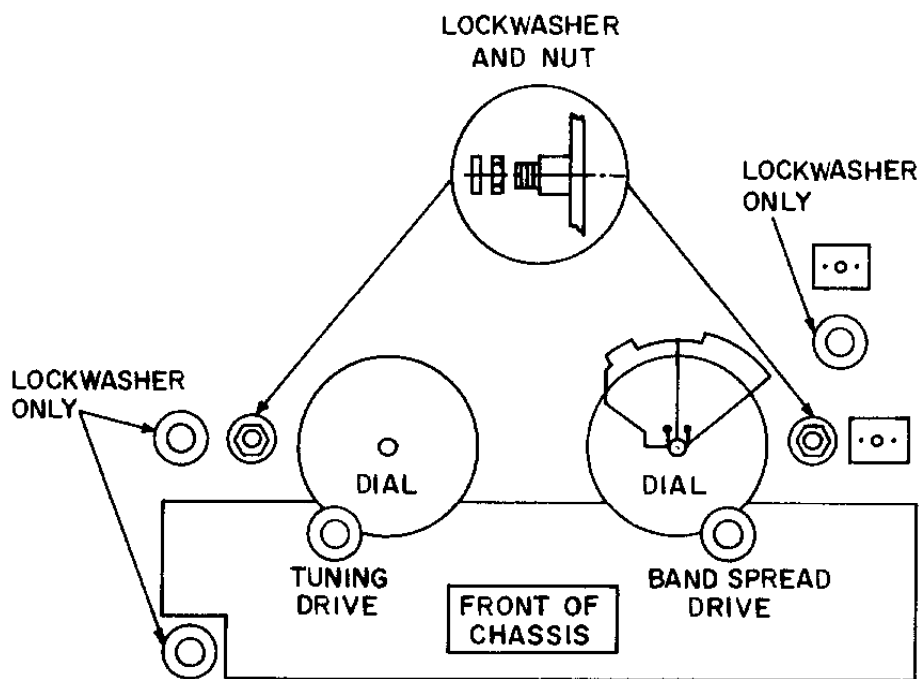 LOCKWASHER
AND NUT
LOCKWASHER
ONLY
LOCKWASHER
ONLY
DIAL
DIAL
TUNING
DRIVE
BAND SPREAD
DRIVE
FRONT OF
CHASSIS